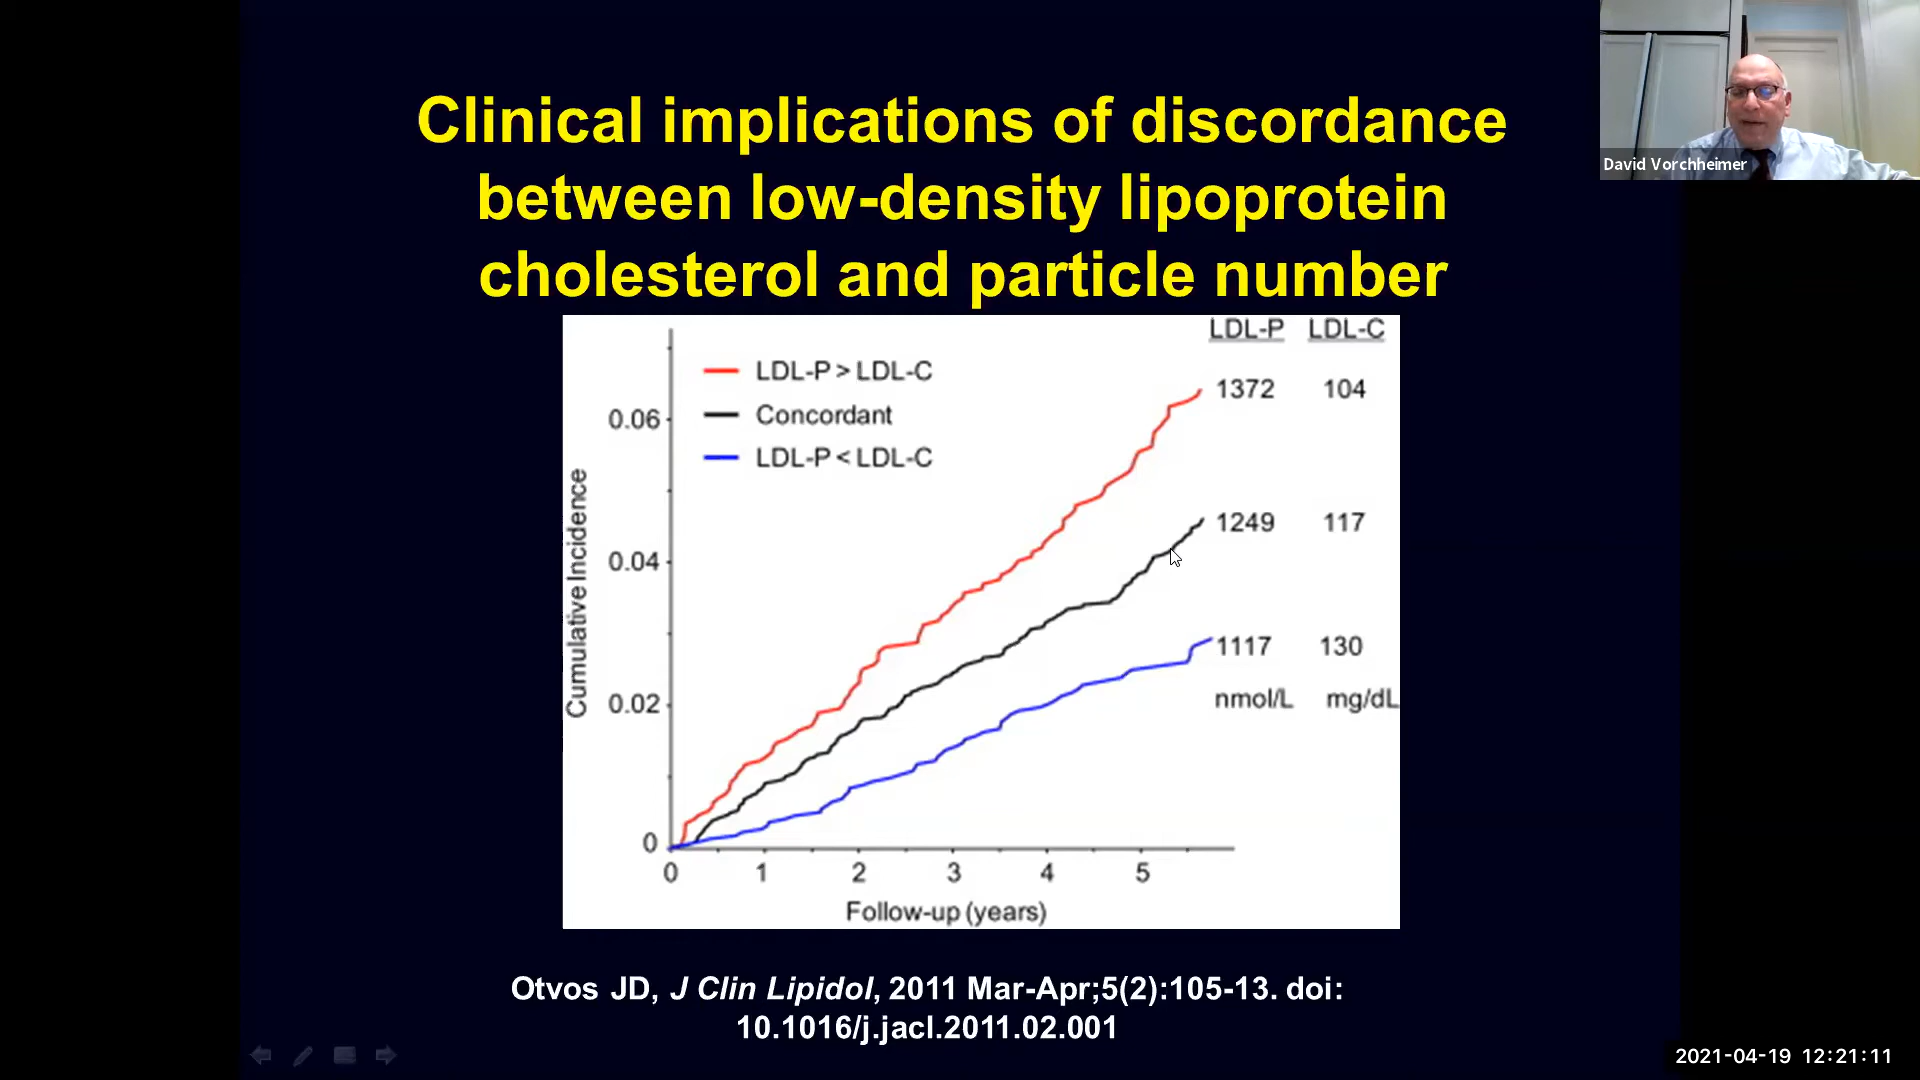 Clinical implications of discordance
between low-density lipoprotein
cholesterol and particle number
David Vorchheimer
LDL-P LDL-C
LDL-P > LDL-C
Concordant
LDL-P < LDL-C
1372 104
1249 117
1117 130
nmol/L mg/dL
Cumulative Incidence
0.06
0.04
0.02
0
0 1 2 3 4 5
Follow-up (years)
Otvos JD, J Clin Lipidol, 2011 Mar-Apr;5(2):105-13. doi:
10.1016/j.jacl.2011.02.001
2021-04-19 12:21:11